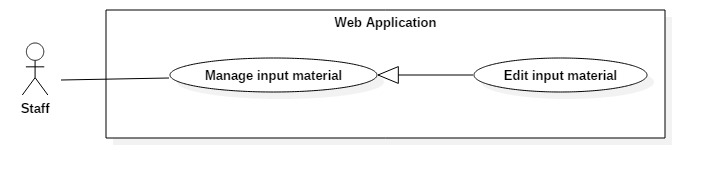 Web Application
Manage input material
Edit input material
Staff